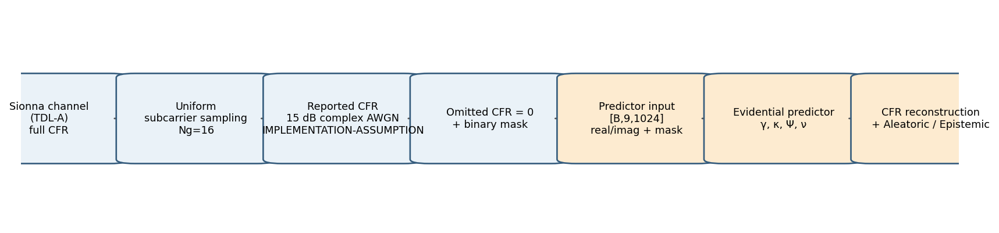 Sionna channel
(TDL-A)
full CFR
Uniform
subcarrier sampling
Ng=16
Reported CFR
15 dB complex AWGN
IMPLEMENTATION-ASSUMPTION
Omitted CFR = 0
+ binary mask
Predictor input
[B,9,1024]
real/imag + mask
Evidential predictor
γ, κ, Ψ, ν
CFR reconstruction
+ Aleatoric / Epistemic